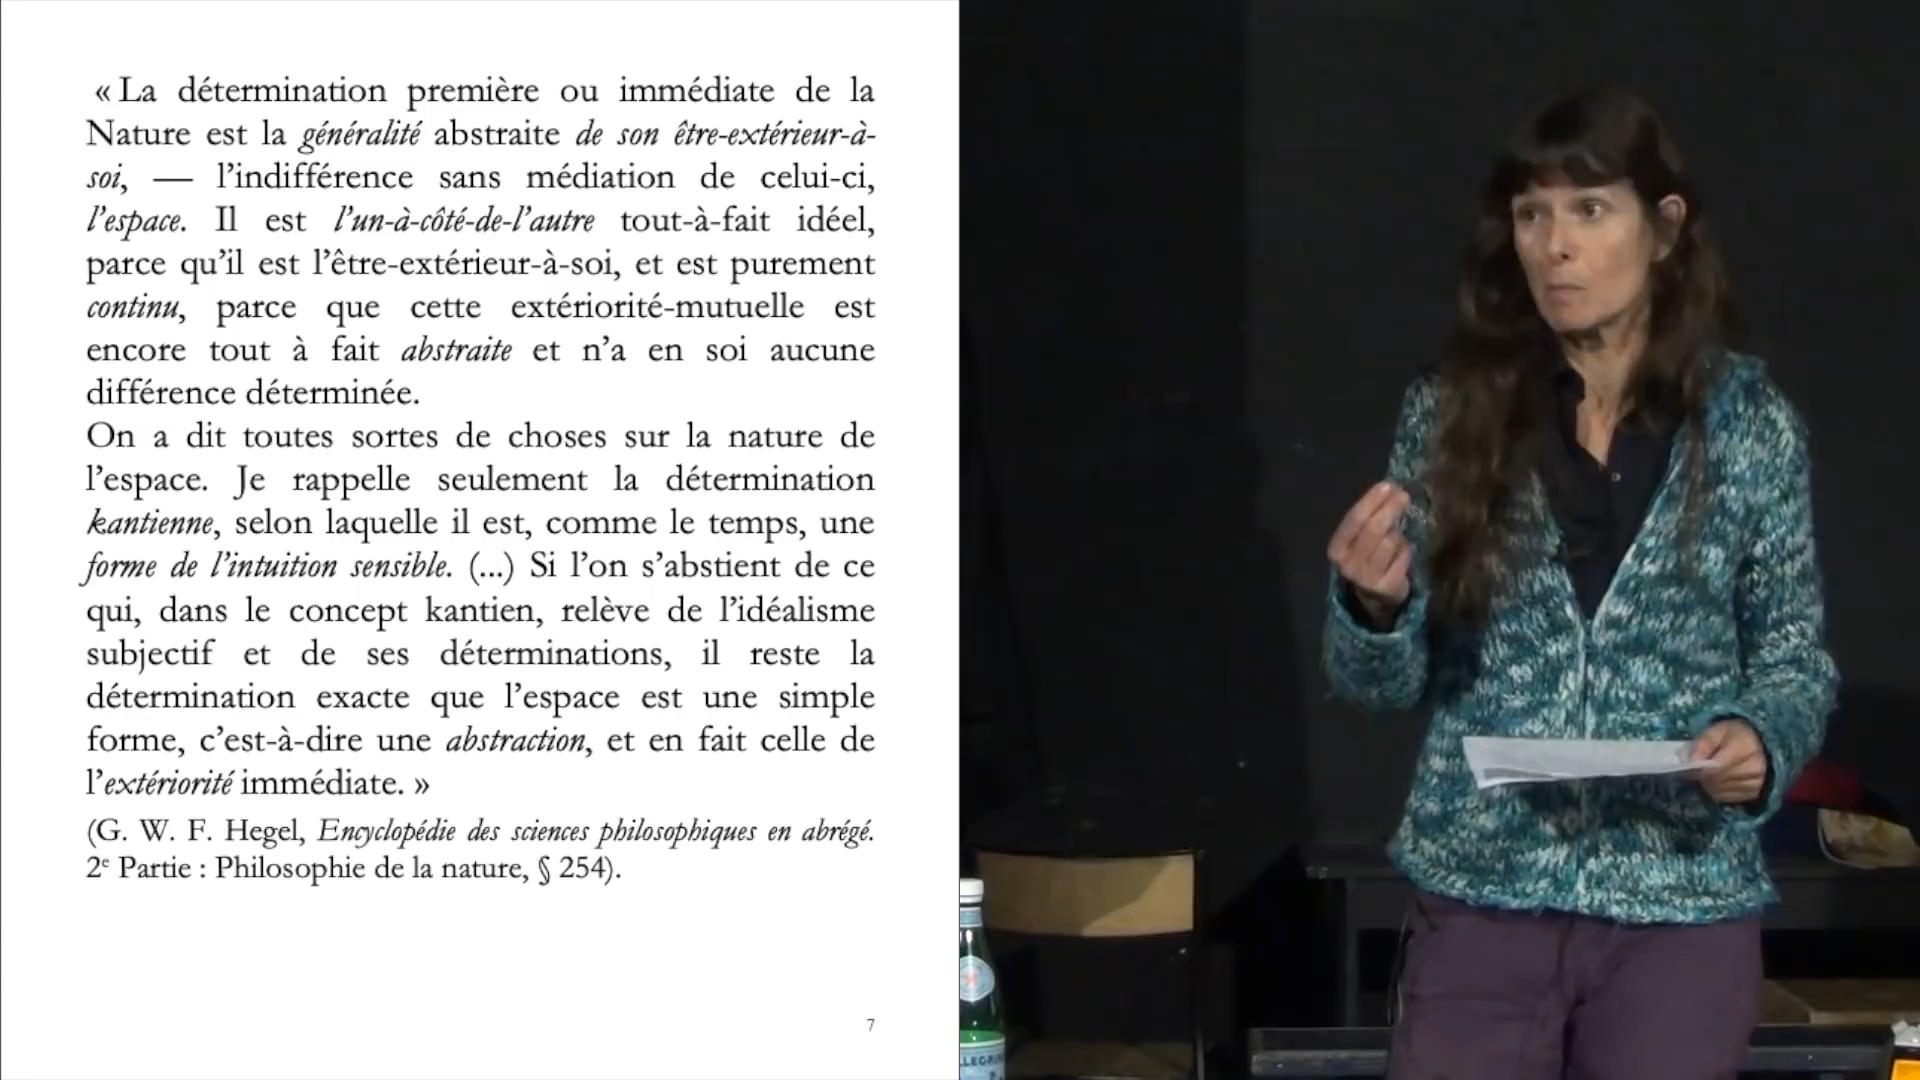 « La détermination première ou immédiate de la
Nature est la généralité abstraite de son être-extérieur-à-
soi, — l’indifférence sans médiation de celui-ci,
l’espace. Il est l’un-à-côté-de-l’autre tout-à-fait idéel,
parce qu’il est l’être-extérieur-à-soi, et est purement
continu, parce que cette extériorité-mutuelle est
encore tout à fait abstraite et n’a en soi aucune
différence déterminée.
On a dit toutes sortes de choses sur la nature de
l’espace. Je rappelle seulement la détermination
kantienne, selon laquelle il est, comme le temps, une
forme de l’intuition sensible. (...) Si l’on s’abstient de ce
qui, dans le concept kantien, relève de l’idéalisme
subjectif et de ses déterminations, il reste la
détermination exacte que l’espace est une simple
forme, c’est-à-dire une abstraction, et en fait celle de
l’extériorité immédiate. »
(G. W. F. Hegel, Encyclopédie des sciences philosophiques en abrégé.
2e Partie : Philosophie de la nature, § 254).
7